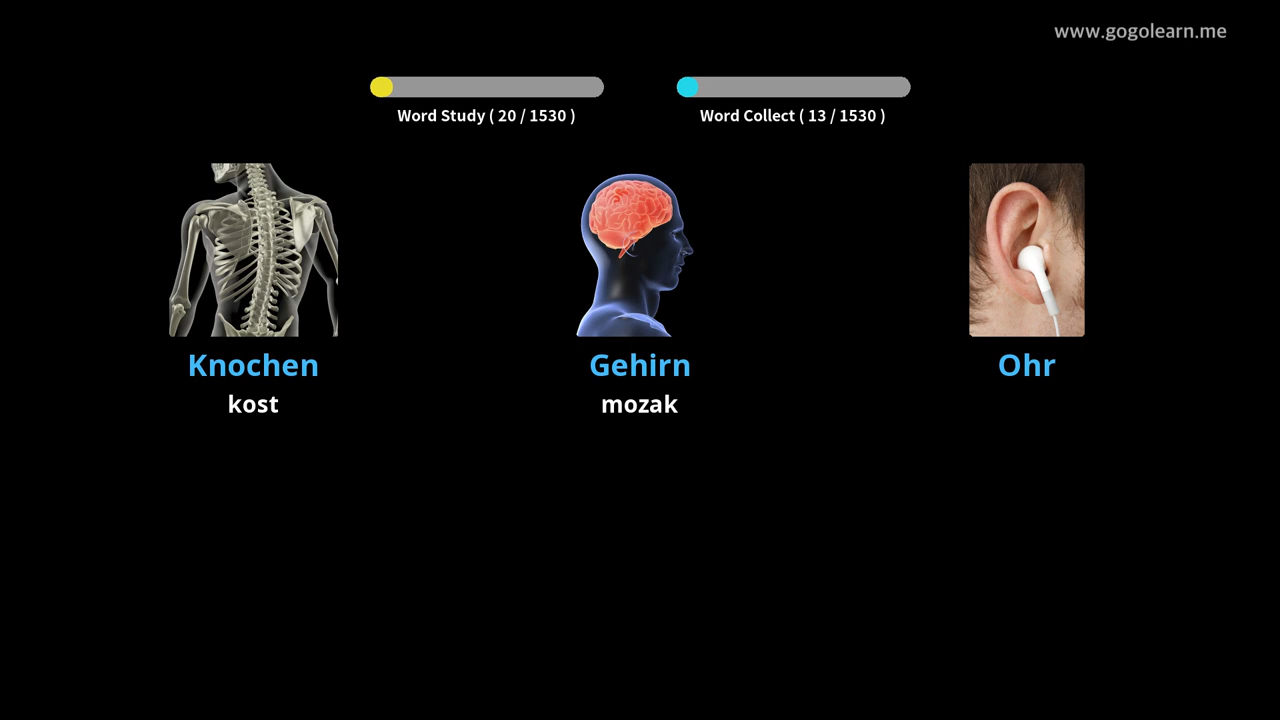 www.gogolearn.me
Word Study ( 20 / 1530 )
Word Collect ( 13 / 1530 )
Knochen
kost
Gehirn
mozak
Ohr